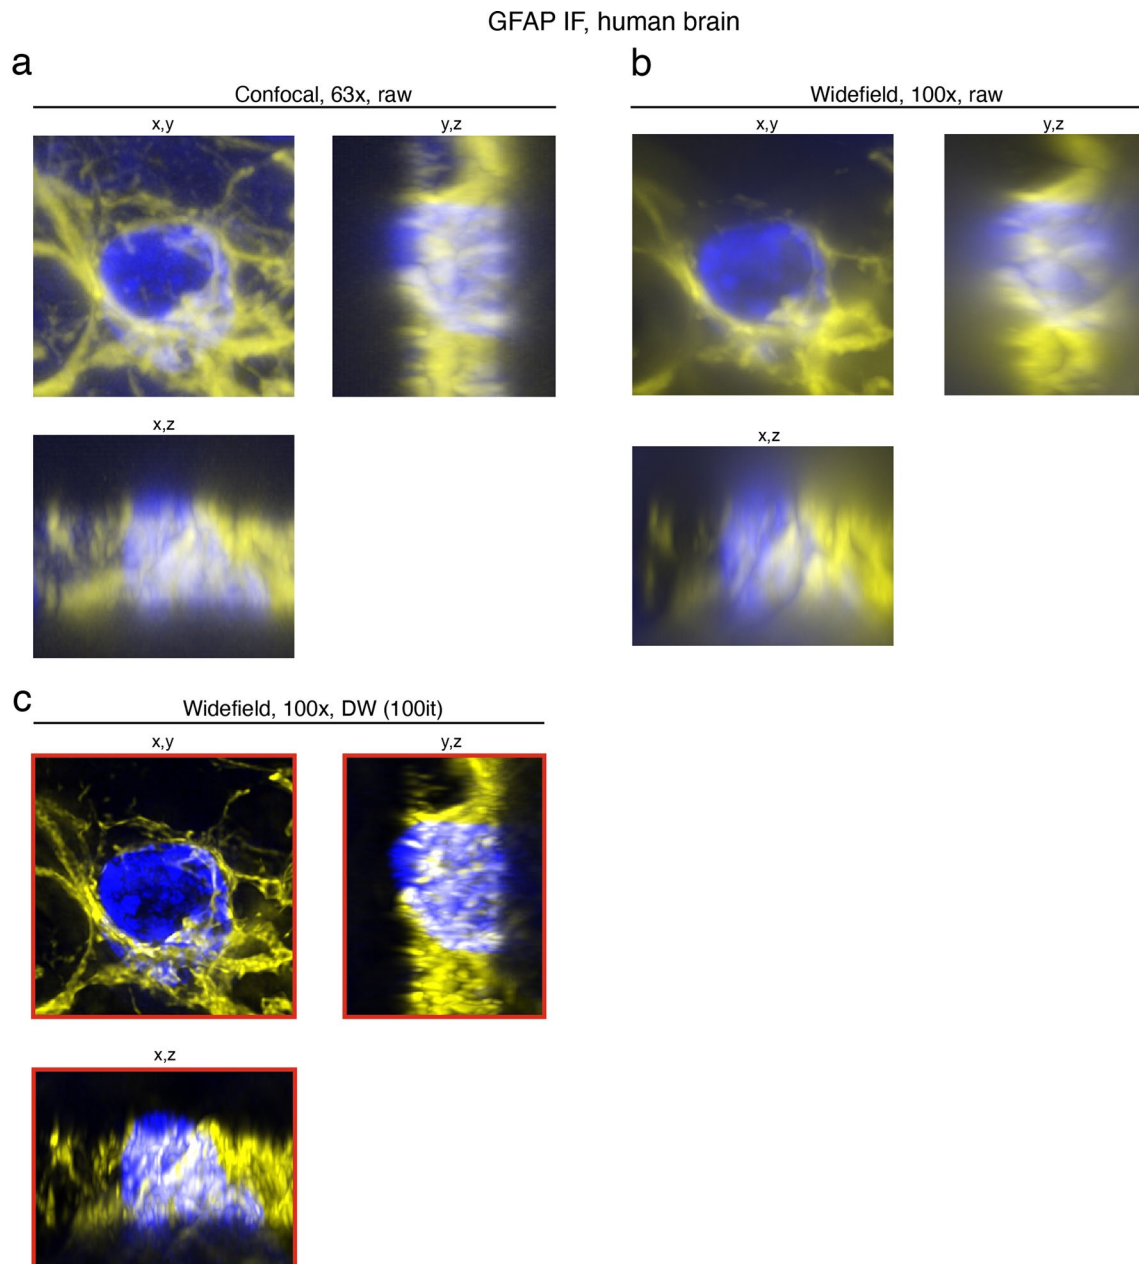 GFAP IF, human brain
a
Confocal, 63x, raw
x,y
y,z
x,z
b
Widefield, 100x, raw
x,y
y,z
x,z
c
Widefield, 100x, DW (100it)
x,y
y,z
x,z